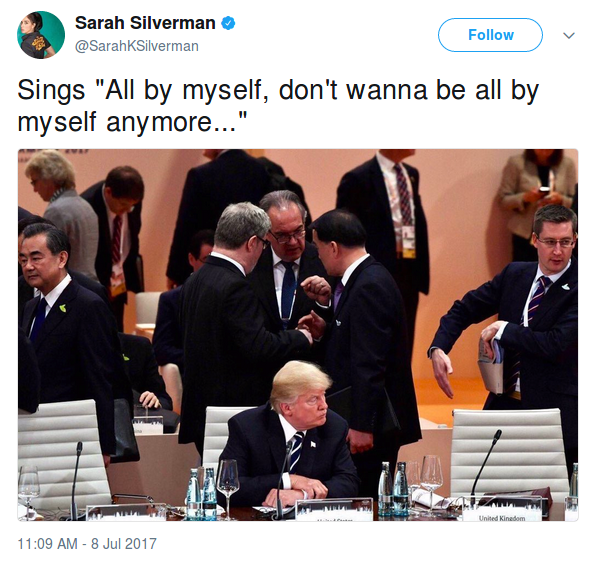 Sarah Silverman
@SarahKSilverman
Follow
Sings "All by myself, don't wanna be all by
myself anymore..."
United Kingdom
11:09 AM - 8 Jul 2017